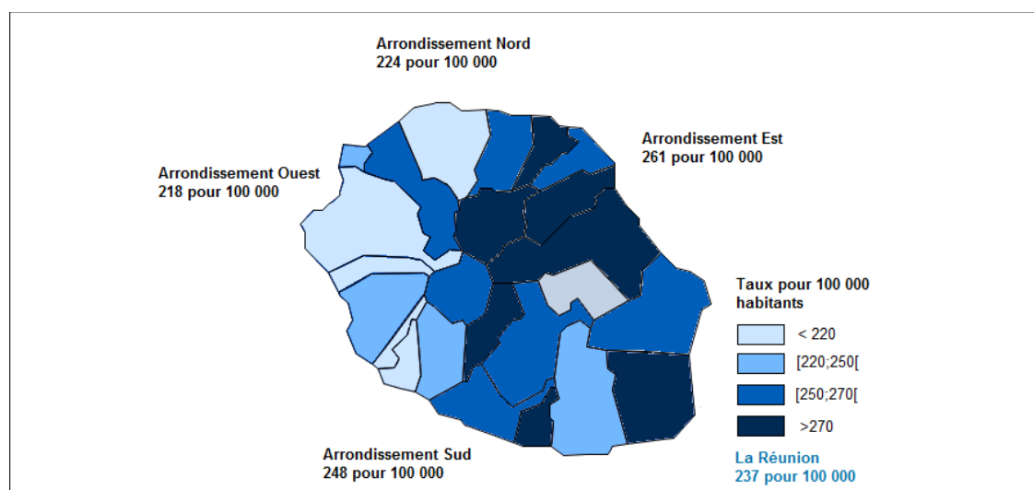 Arrondissement Nord
224 pour 100 000
Arrondissement Est
261 pour 100 000
Arrondissement Ouest
218 pour 100 000
Taux pour 100 000
habitants
< 220
[220;250[
[250;270[
>270
Arrondissement Sud
248 pour 100 000
La Réunion
237 pour 100 000